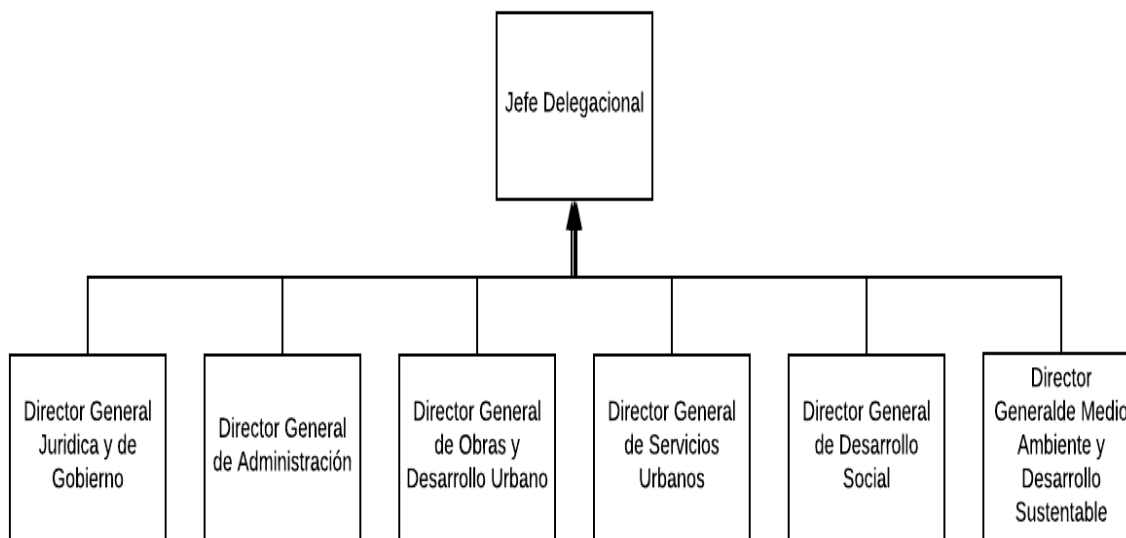 Jefe Delegacional
Director General
Juridica y de
Gobierno
Director General
de Administración
Director General
de Obras y
Desarrollo Urbano
Director General
de Servicios
Urbanos
Director General
de Desarrollo
Social
Director
Generalde Medio
Ambiente y
Desarrollo
Sustentable